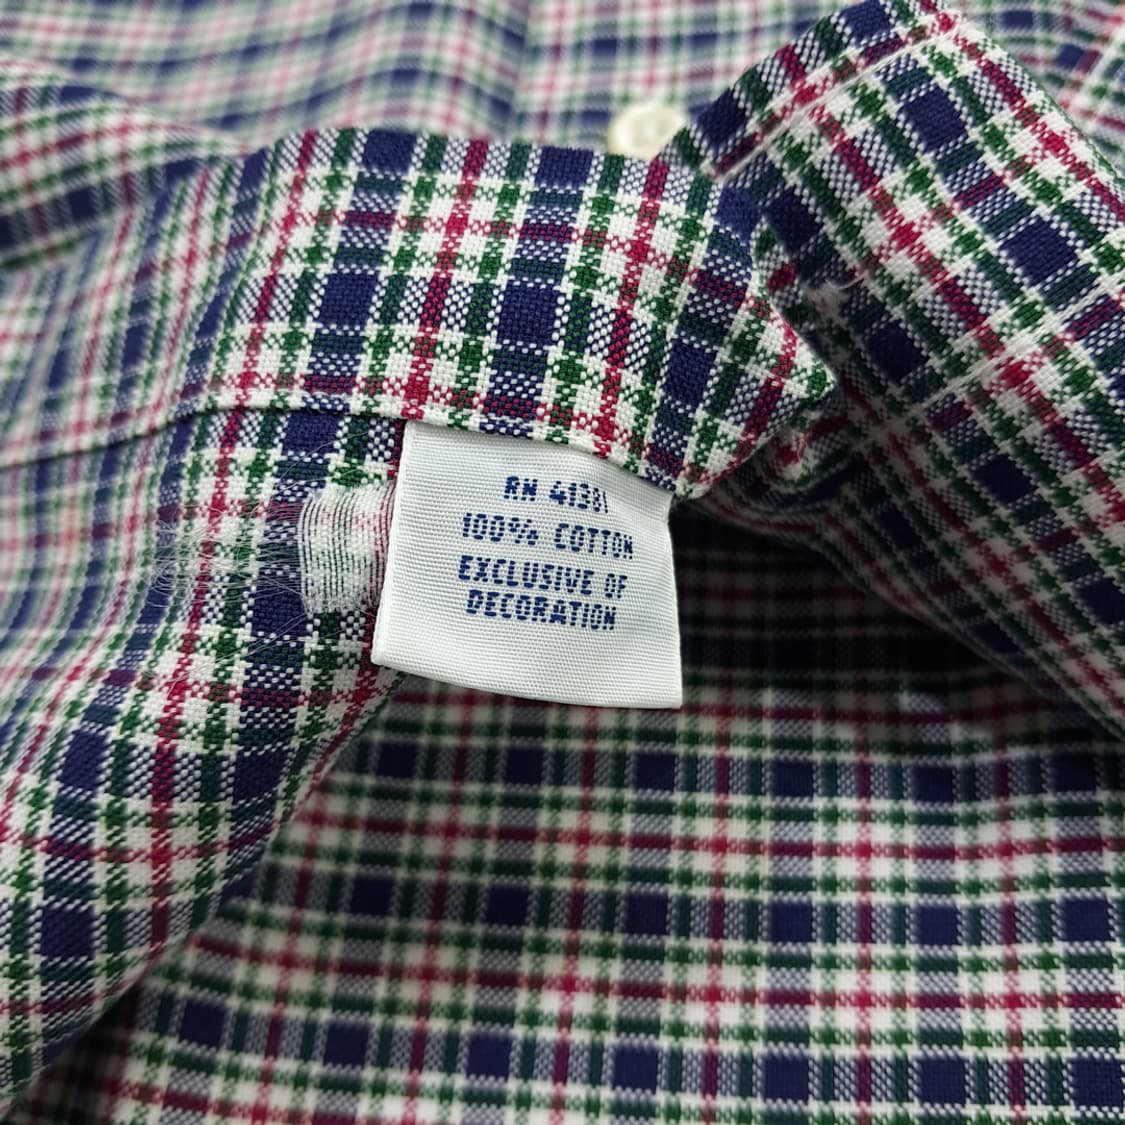 RN 41381
100% COTTON
EXCLUSIVE OF
DECORATION